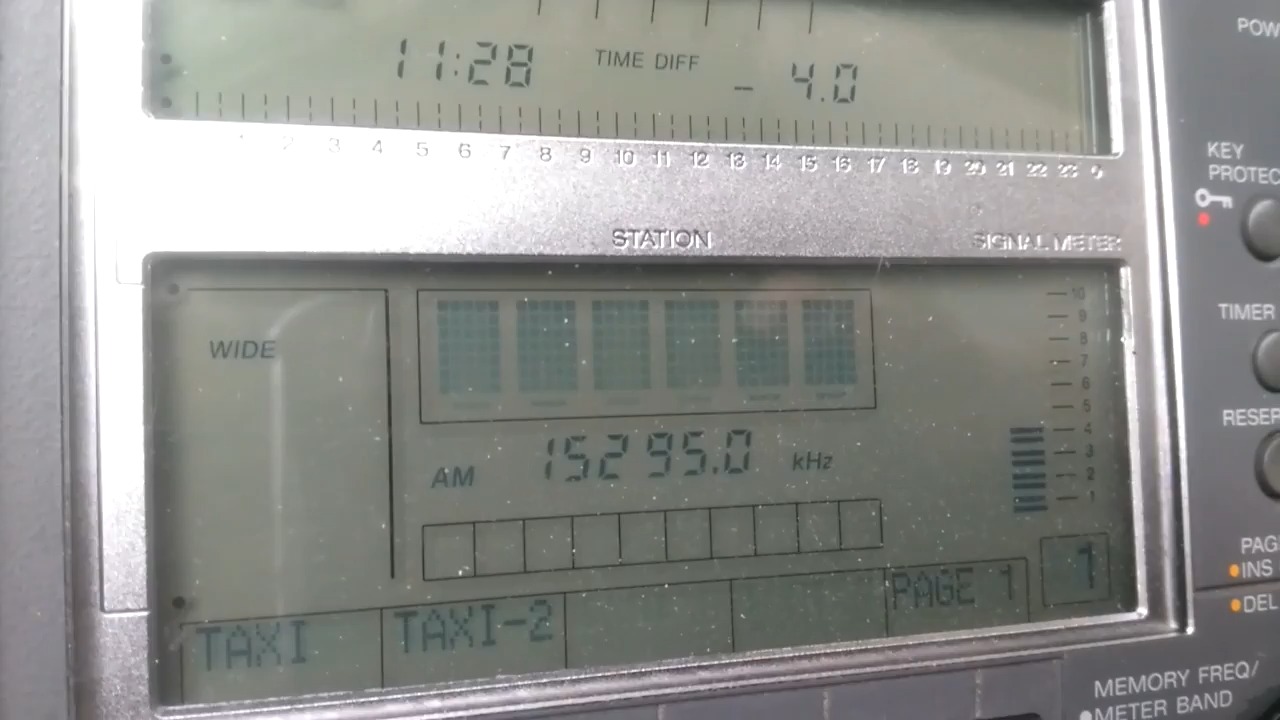 11:28 TIME DIFF - 4.0
1 2 3 4 5 6 7 8 9 10 11 12 13 14 15 16 17 18 19 20 21 22 23 0
STATION SIGNAL METER
WIDE
10
9
8
7
6
5
4
3
2
1
AM 15295.0 kHz
TAXI TAXI-2 PAGE 1 1
POW
KEY
PROTEC
TIMER
RESER
PAG
INS
DEL
MEMORY FREQ/
METER BAND